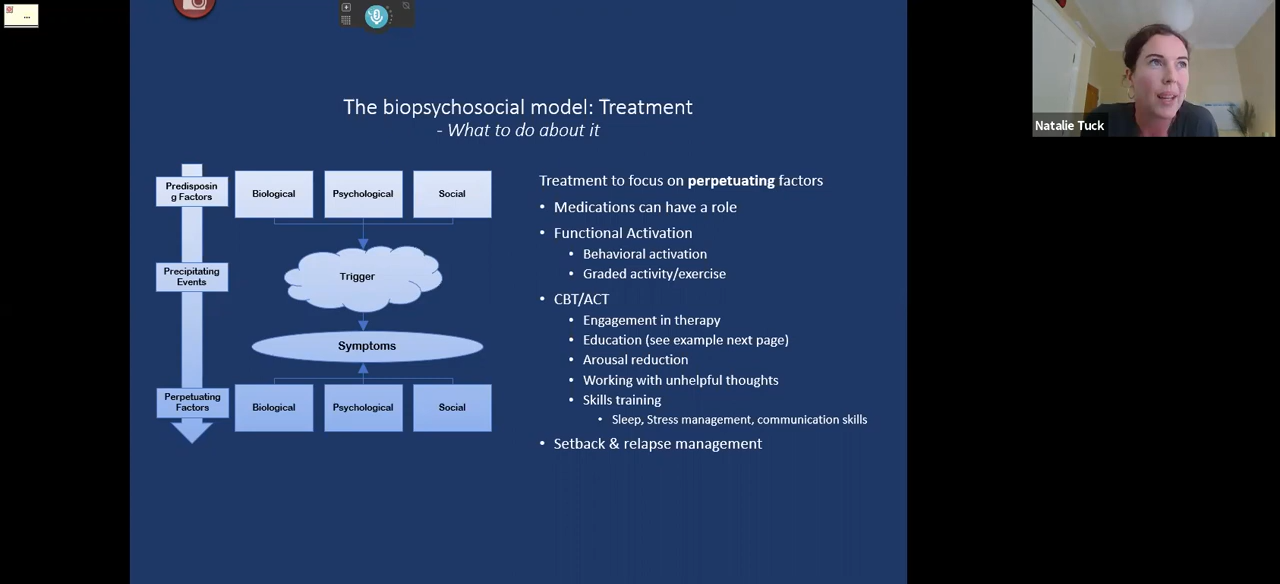 ...
Natalie Tuck
The biopsychosocial model: Treatment
- What to do about it
Predisposin
g Factors
Biological
Psychological
Social
Precipitating
Events
Trigger
Symptoms
Perpetuating
Factors
Biological
Psychological
Social
Treatment to focus on perpetuating factors
• Medications can have a role
• Functional Activation
• Behavioral activation
• Graded activity/exercise
• CBT/ACT
• Engagement in therapy
• Education (see example next page)
• Arousal reduction
• Working with unhelpful thoughts
• Skills training
• Sleep, Stress management, communication skills
• Setback & relapse management